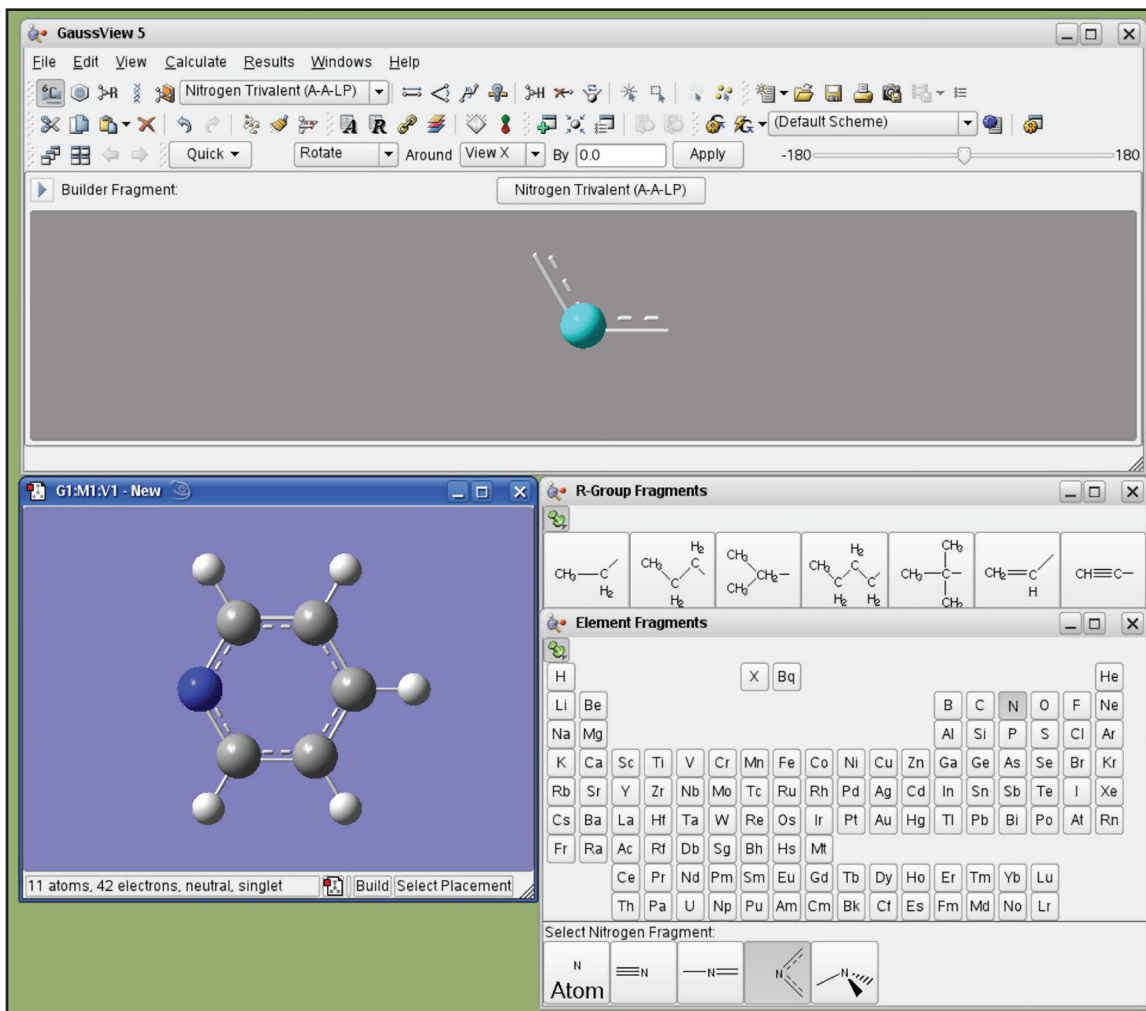 GaussView 5
File Edit View Calculate Results Windows Help
6C R Nitrogen Trivalent (A-A-LP) H
A R (Default Scheme)
Quick Rotate Around View X By 0.0 Apply -180 180
Builder Fragment: Nitrogen Trivalent (A-A-LP)
G1:M1:V1 - New
11 atoms, 42 electrons, neutral, singlet Build Select Placement
R-Group Fragments
CH3—C H2
CH3 C H2 C H2
CH3 CH3 CH2—
CH3 C H2 C H2 C H2
CH3—C— CH3 CH3
CH2=C H
CH≡C—
Element Fragments
H X Bq He
Li Be B C N O F Ne
Na Mg Al Si P S Cl Ar
K Ca Sc Ti V Cr Mn Fe Co Ni Cu Zn Ga Ge As Se Br Kr
Rb Sr Y Zr Nb Mo Tc Ru Rh Pd Ag Cd In Sn Sb Te I Xe
Cs Ba La Hf Ta W Re Os Ir Pt Au Hg Tl Pb Bi Po At Rn
Fr Ra Ac Rf Db Sg Bh Hs Mt
Ce Pr Nd Pm Sm Eu Gd Tb Dy Ho Er Tm Yb Lu
Th Pa U Np Pu Am Cm Bk Cf Es Fm Md No Lr
Select Nitrogen Fragment:
N ≡N —N= N N
Atom